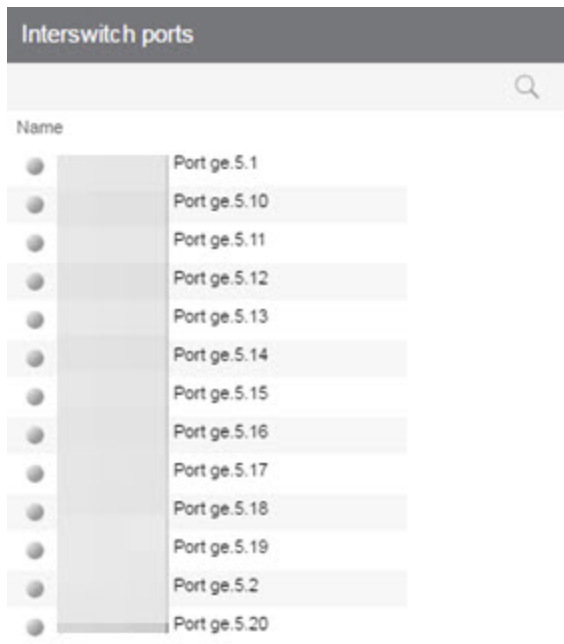 Interswitch ports
Name
Port ge.5.1
Port ge.5.10
Port ge.5.11
Port ge.5.12
Port ge.5.13
Port ge.5.14
Port ge.5.15
Port ge.5.16
Port ge.5.17
Port ge.5.18
Port ge.5.19
Port ge.5.2
Port ge.5.20